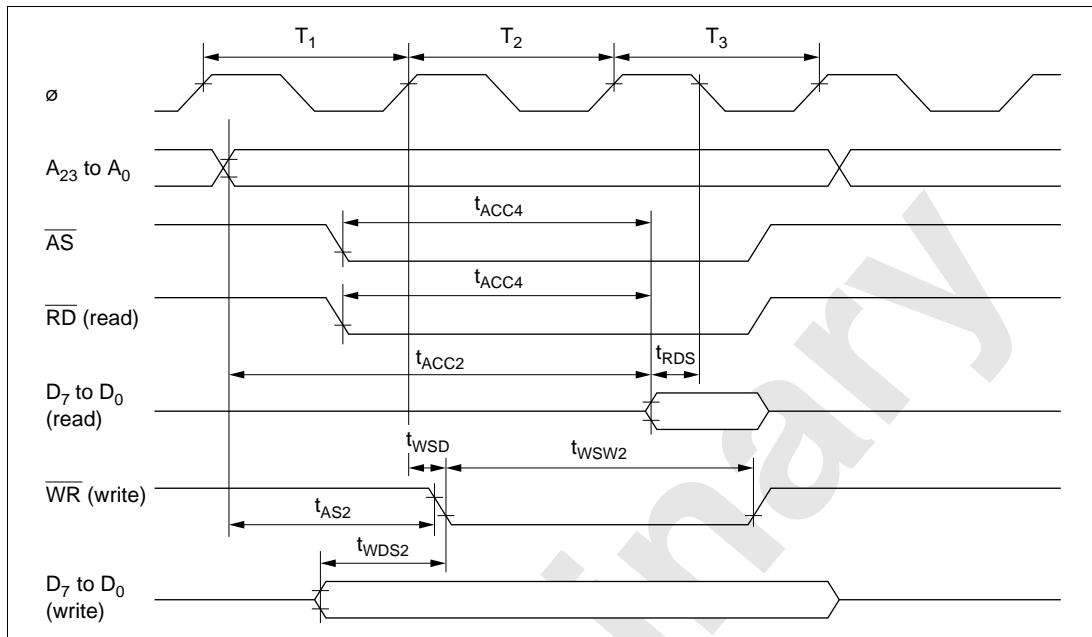 T1 T2 T3
ø
A23 to A0
tACC4
AS
tACC4
RD (read)
tACC2 tRDS
D7 to D0
(read)
tWSD tWSW2
WR (write)
tAS2
tWDS2
D7 to D0
(write)
inary